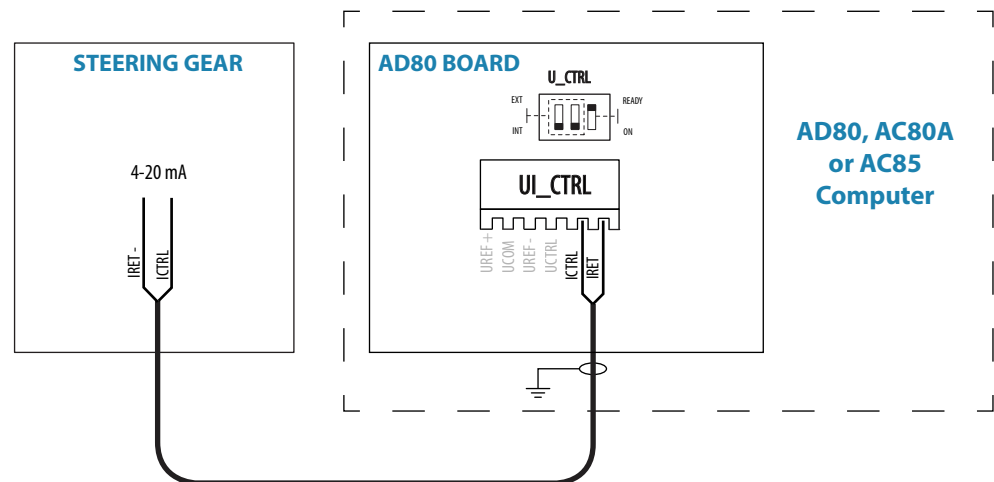 STEERING GEAR
4-20 mA
IRET -
ICTRL
AD80 BOARD
U_CTRL
EXT
READY
INT
ON
UI_CTRL
UREF +
UCOM
UREF-
UCTRL
ICTRL
IRET
AD80, AC80A
or AC85
Computer